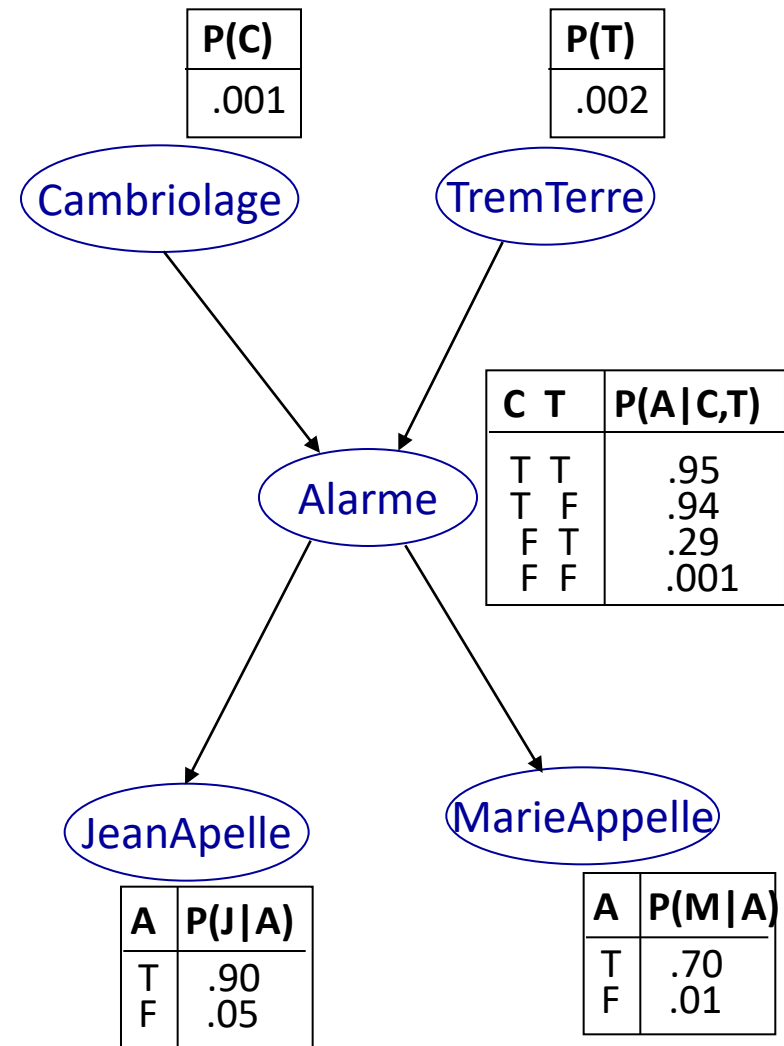 P(C)
.001
P(T)
.002
Cambriolage
TremTerre
C T P(A|C,T)
T T .95
T F .94
F T .29
F F .001
Alarme
JeanApelle
MarieAppelle
A P(J|A)
T .90
F .05
A P(M|A)
T .70
F .01